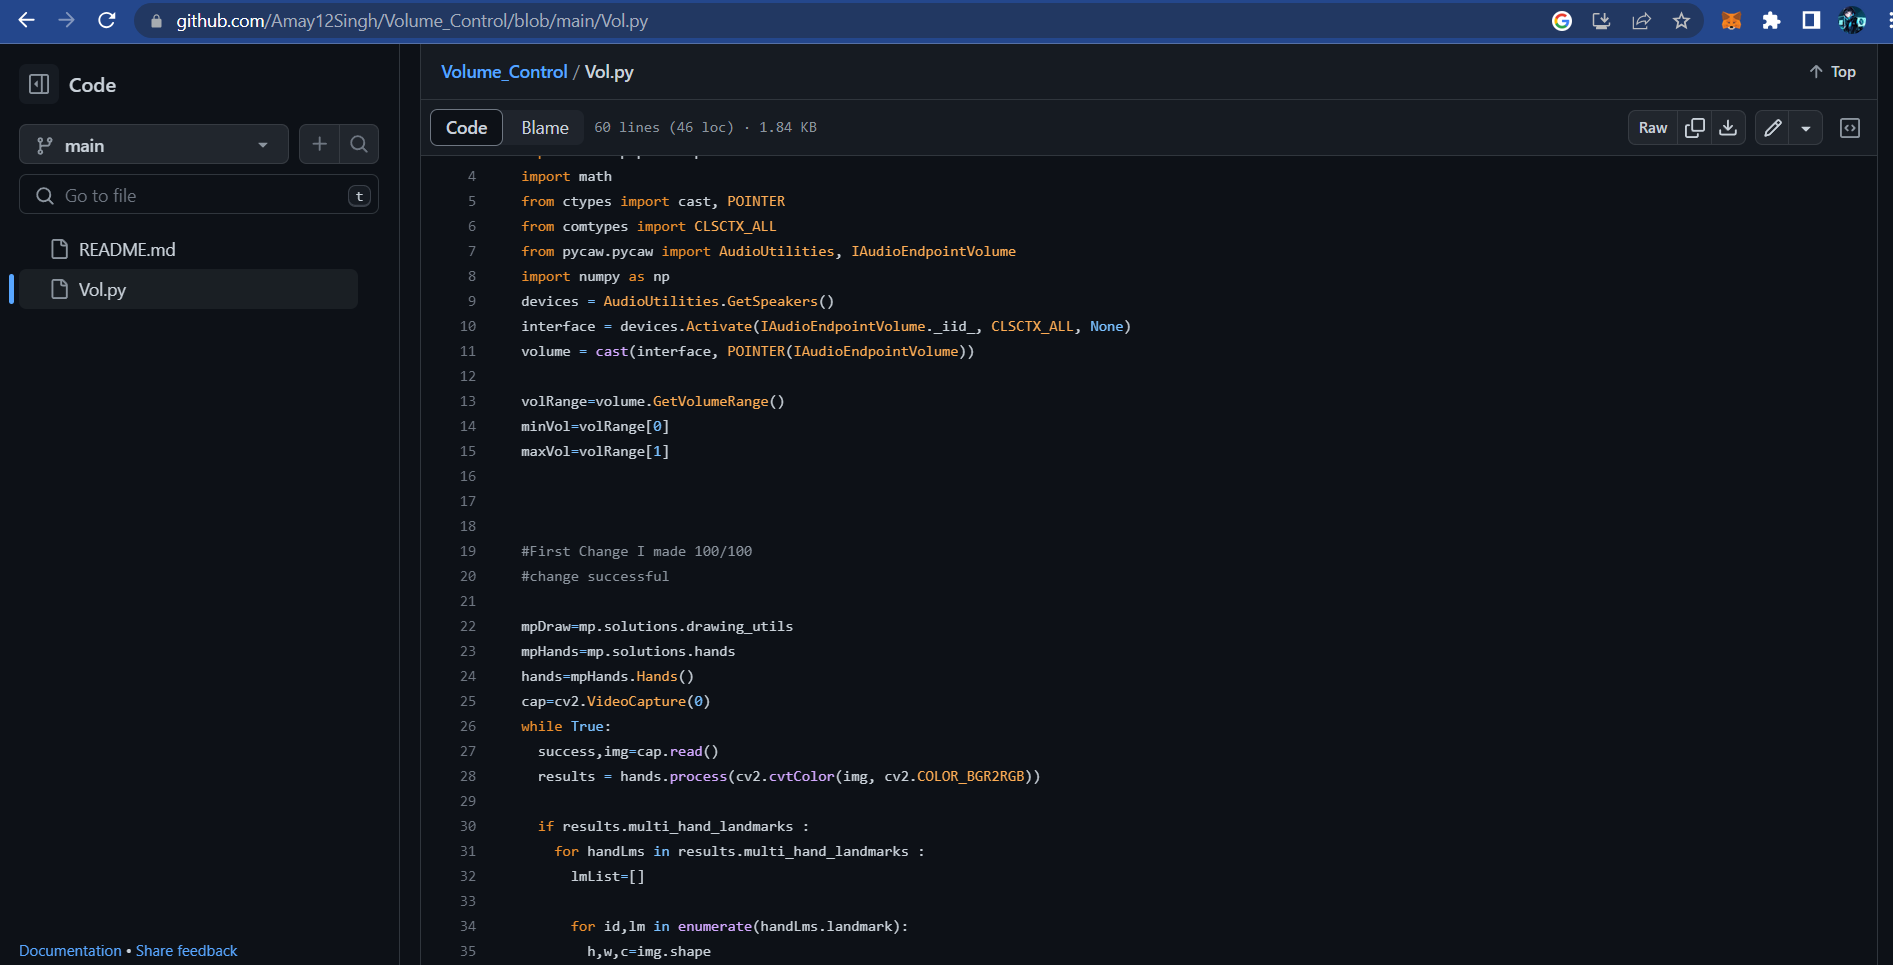 github.com/Amay12Singh/Volume_Control/blob/main/Vol.py
Code
main
Go to file
t
README.md
Vol.py
Documentation • Share feedback
Volume_Control / Vol.py
Top
Code Blame 60 lines (46 loc) · 1.84 KB
Raw
4 import math
5 from ctypes import cast, POINTER
6 from comtypes import CLSCTX_ALL
7 from pycaw.pycaw import AudioUtilities, IAudioEndpointVolume
8 import numpy as np
9 devices = AudioUtilities.GetSpeakers()
10 interface = devices.Activate(IAudioEndpointVolume._iid_, CLSCTX_ALL, None)
11 volume = cast(interface, POINTER(IAudioEndpointVolume))
12
13 volRange=volume.GetVolumeRange()
14 minVol=volRange[0]
15 maxVol=volRange[1]
16
17
18
19 #First Change I made 100/100
20 #change successful
21
22 mpDraw=mp.solutions.drawing_utils
23 mpHands=mp.solutions.hands
24 hands=mpHands.Hands()
25 cap=cv2.VideoCapture(0)
26 while True:
27 success,img=cap.read()
28 results = hands.process(cv2.cvtColor(img, cv2.COLOR_BGR2RGB))
29
30 if results.multi_hand_landmarks :
31 for handLms in results.multi_hand_landmarks :
32 lmList=[]
33
34 for id,lm in enumerate(handLms.landmark):
35 h,w,c=img.shape